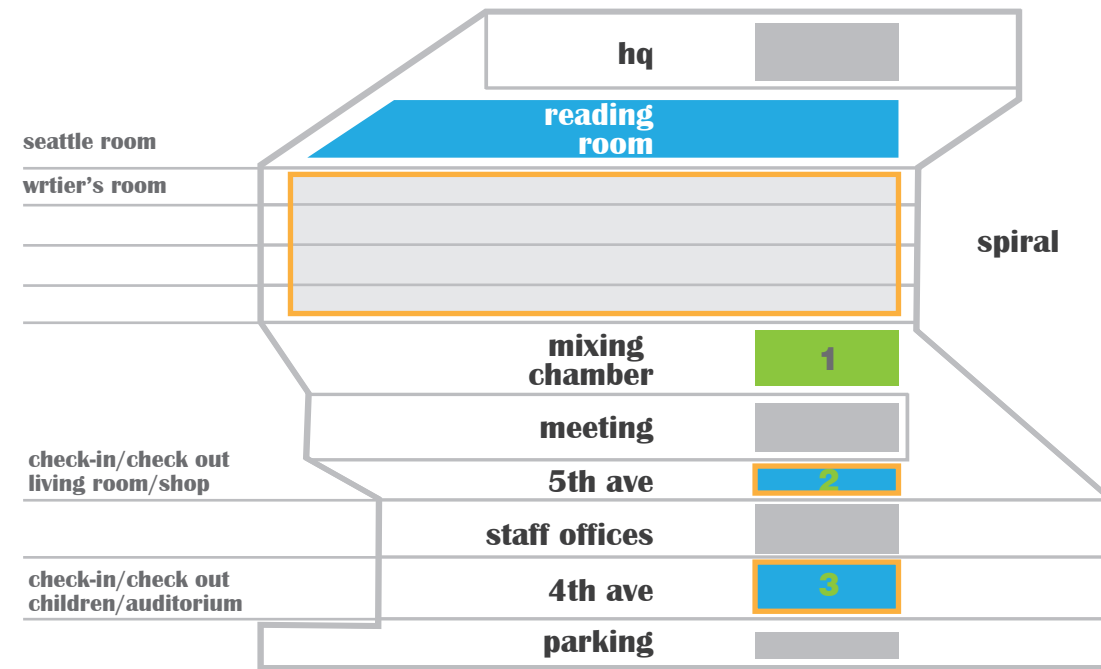 hq
reading
room
seattle room
wrtier's room
spiral
mixing
chamber
1
meeting
check-in/check out
living room/shop
5th ave
2
staff offices
check-in/check out
children/auditorium
4th ave
3
parking